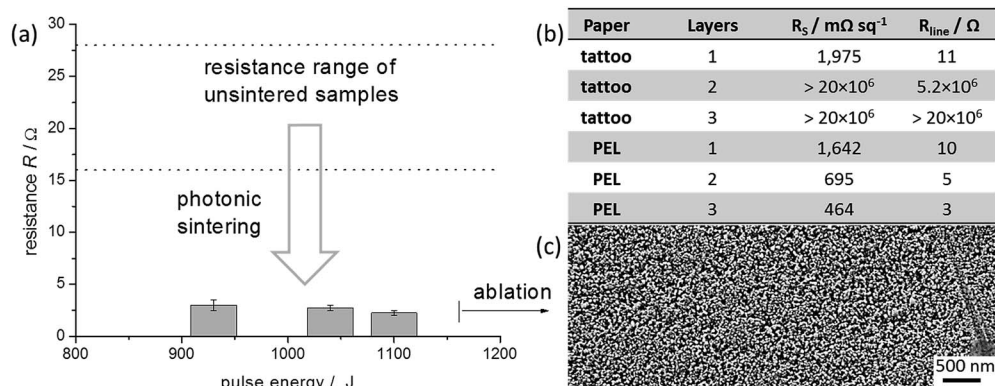 (a)
30
25
20
15
10
5
0
resistance R / Ω
resistance range of
unsintered samples
photonic
sintering
ablation
800 900 1000 1100 1200
pulse energy / J
(b)
Paper Layers R_S / mΩ sq⁻¹ R_line / Ω
tattoo 1 1,975 11
tattoo 2 > 20×10⁶ 5.2×10⁶
tattoo 3 > 20×10⁶ > 20×10⁶
PEL 1 1,642 10
PEL 2 695 5
PEL 3 464 3
(c)
500 nm